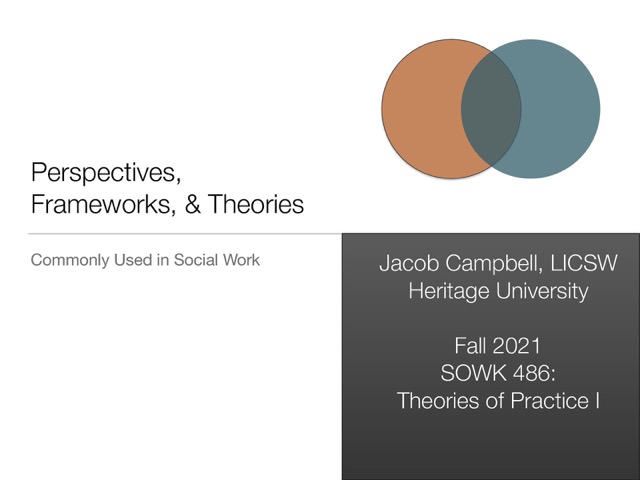 Perspectives,
Frameworks, & Theories
Commonly Used in Social Work
Jacob Campbell, LICSW
Heritage University
Fall 2021
SOWK 486:
Theories of Practice I